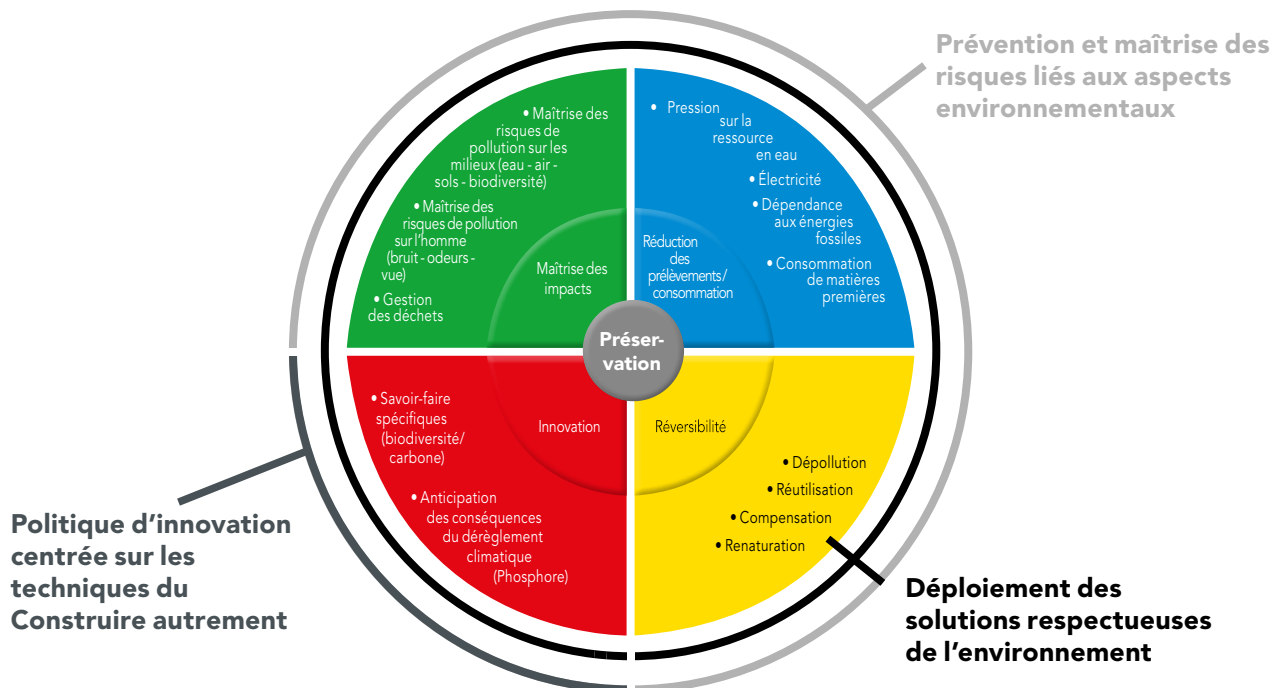 Prévention et maîtrise des
risques liés aux aspects
environnementaux
• Maîtrise des
risques de
pollution sur les
milieux (eau - air -
sols - biodiversité)
• Maîtrise des
risques de pollution
sur l'homme
(bruit - odeurs -
vue)
• Gestion
des déchets
Maîtrise des
impacts
• Pression
sur la
ressource
en eau
• Électricité
• Dépendance
aux énergies
fossiles
• Consommation
de matières
premières
Réduction
des
prélèvements/
consommation
Préser-
vation
• Savoir-faire
spécifiques
(biodiversité/
carbone)
• Anticipation
des conséquences
du dérèglement
climatique
(Phosphore)
Innovation
Réversibilité
• Dépollution
• Réutilisation
• Compensation
• Renaturation
Politique d'innovation
centrée sur les
techniques du
Construire autrement
Déploiement des
solutions respectueuses
de l'environnement